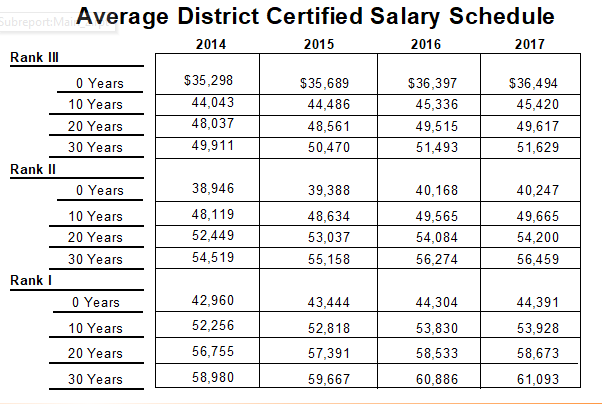 Average District Certified Salary Schedule
2014 2015 2016 2017
Rank III
0 Years $35,298 $35,689 $36,397 $36,494
10 Years 44,043 44,486 45,336 45,420
20 Years 48,037 48,561 49,515 49,617
30 Years 49,911 50,470 51,493 51,629
Rank II
0 Years 38,946 39,388 40,168 40,247
10 Years 48,119 48,634 49,565 49,665
20 Years 52,449 53,037 54,084 54,200
30 Years 54,519 55,158 56,274 56,459
Rank I
0 Years 42,960 43,444 44,304 44,391
10 Years 52,256 52,818 53,830 53,928
20 Years 56,755 57,391 58,533 58,673
30 Years 58,980 59,667 60,886 61,093